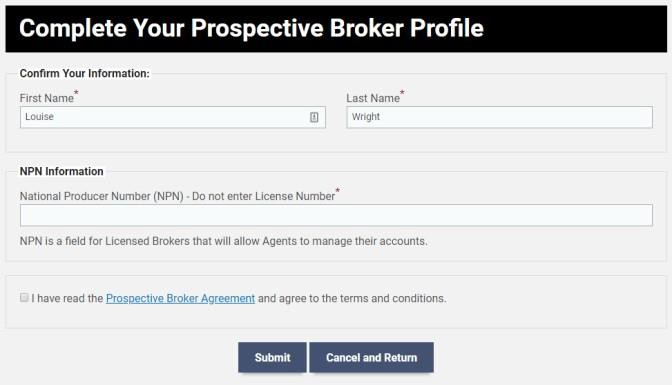 Complete Your Prospective Broker Profile
Confirm Your Information:
First Name*
Last Name*
Louise
Wright
NPN Information
National Producer Number (NPN) - Do not enter License Number*
NPN is a field for Licensed Brokers that will allow Agents to manage their accounts.
I have read the Prospective Broker Agreement and agree to the terms and conditions.
Submit
Cancel and Return